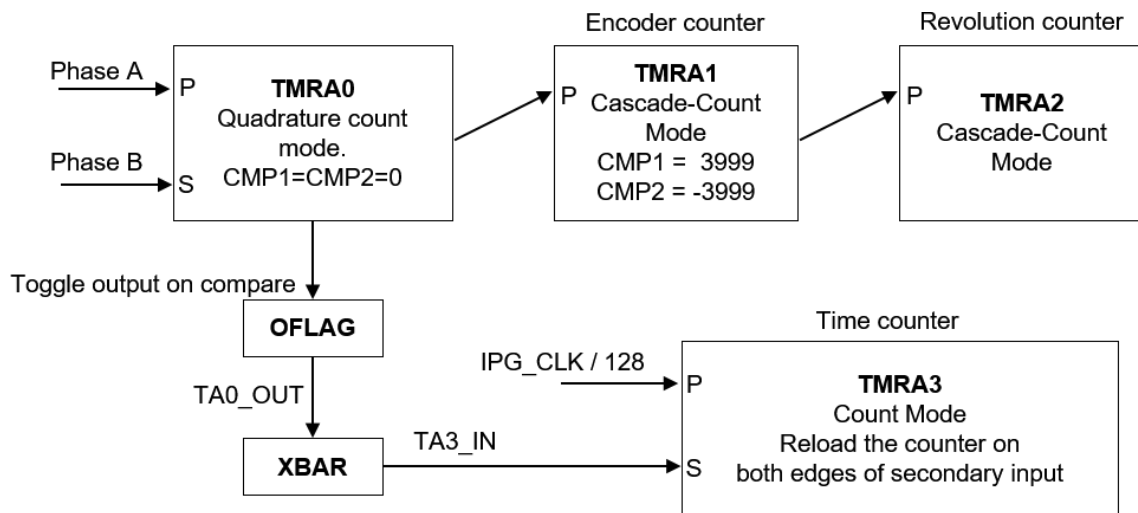 Encoder counter
Revolution counter
Phase A
P
TMRA0
Quadrature count
mode.
CMP1=CMP2=0
Phase B
S
P
TMRA1
Cascade-Count
Mode
CMP1 =  3999
CMP2 = -3999
P
TMRA2
Cascade-Count
Mode
Toggle output on compare
OFLAG
TA0_OUT
XBAR
TA3_IN
Time counter
IPG_CLK / 128
P
TMRA3
Count Mode
Reload the counter on
both edges of secondary input
S